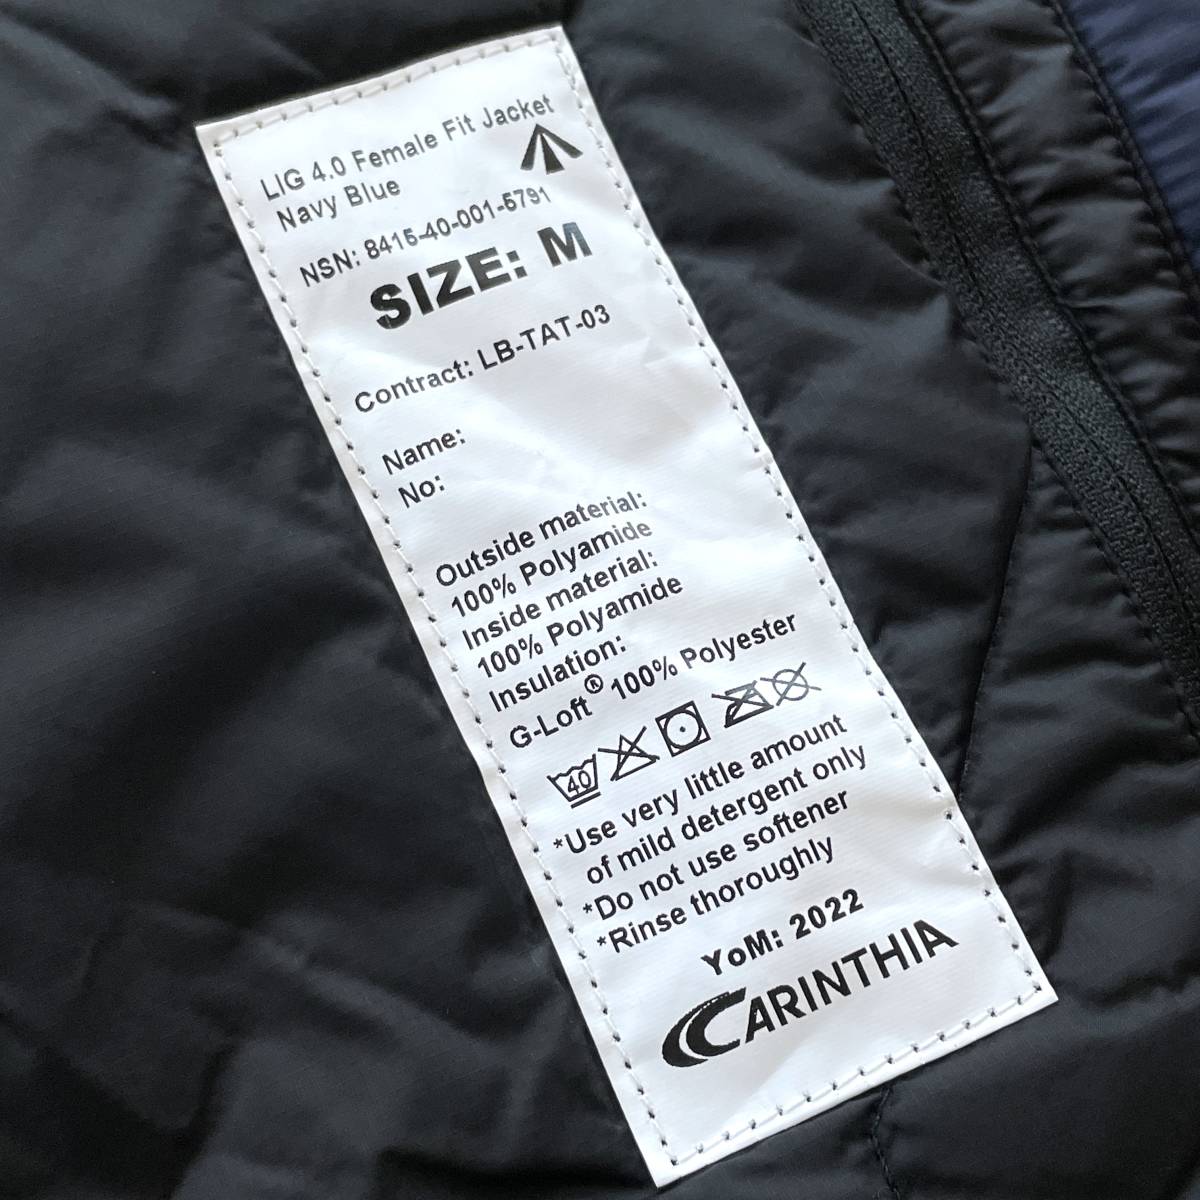 LIG 4.0 Female Fit Jacket
Navy Blue
NSN: 8415-40-001-5791
SIZE: M
Contract: LB-TAT-03
Name:
No:
Outside material:
100% Polyamide
Inside material:
100% Polyamide
Insulation:
G-Loft® 100% Polyester
40
*Use very little amount
of mild detergent only
*Do not use softener
*Rinse thoroughly
YoM: 2022
CARINTHIA